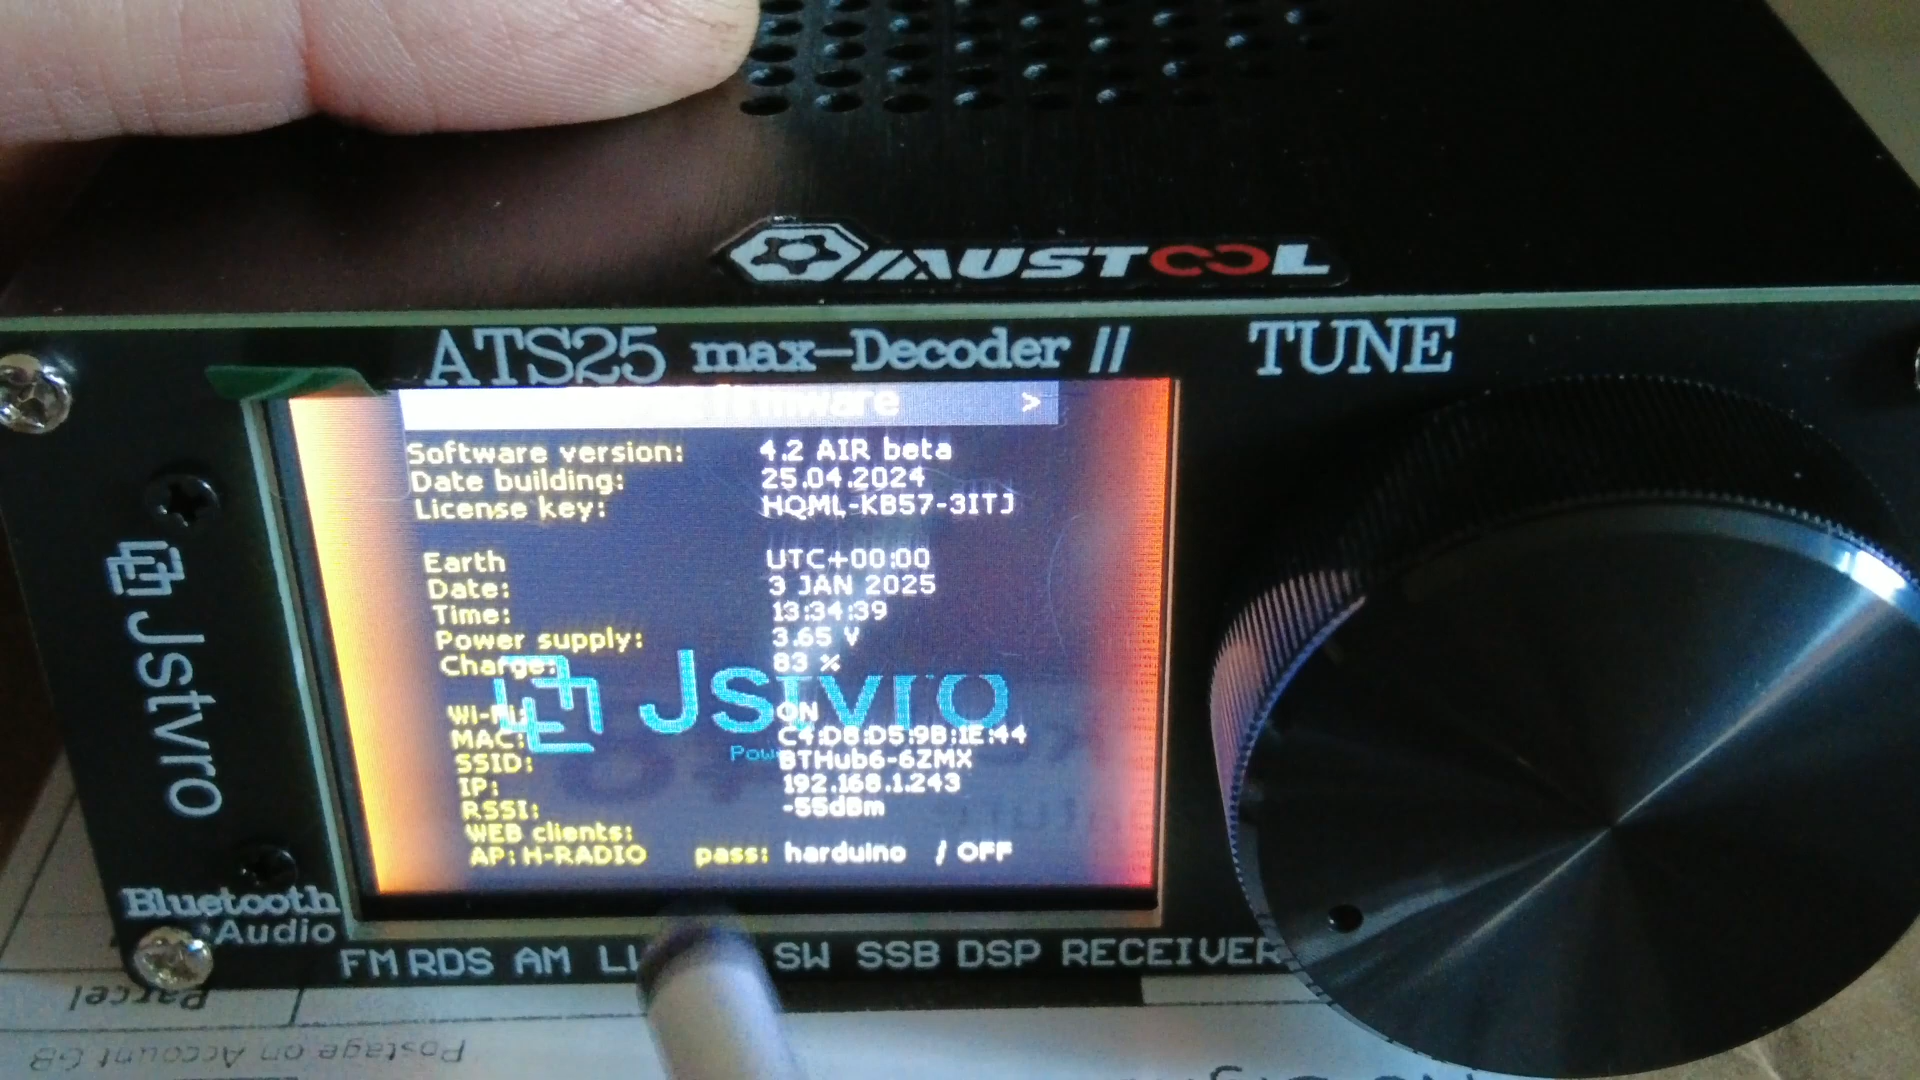 MUSTOOL
ATS25 max-Decoder II
TUNE
Firmware >
Software version: 4.2 AIR beta
Date building: 25.04.2024
License key: HQML-KB57-3ITJ
Earth UTC+00:00
Date: 3 JAN 2025
Time: 13:34:39
Power supply: 3.65 V
Charge: 83 %
Jstvro
Wi-Fi: ON
MAC: C4:D8:D5:9B:1E:44
SSID: BTHub6-6ZMX
IP: 192.168.1.243
RSSI: -55dBm
WEB clients:
AP: H-RADIO pass: harduino / OFF
Jstvro
Bluetooth
Audio
FM RDS AM SW SSB DSP RECEIVER
Parcel
Postage on Account GB